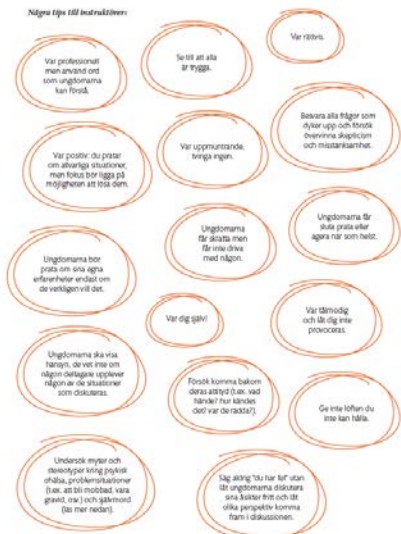 Några tips till instruktörer:
Var professionell
men använd ord
som ungdomarna
kan förstå.
Se till att alla
är trygga.
Var rättvis.
Var positiv: du pratar
om allvarliga situationer,
men fokus bör ligga på
möjligheten att lösa dem.
Var uppmuntrande,
tvinga ingen.
Besvara alla frågor som
dyker upp och försök
övervinna skepticism
och misstänksamhet.
Ungdomarna bör
prata om sina egna
erfarenheter endast om
de verkligen vill det.
Ungdomarna
får skratta men
får inte driva
med någon.
Ungdomarna får
sluta prata eller
agera när som helst.
Var dig själv!
Var tålmodig
och låt dig inte
provoceras.
Ungdomarna ska visa
hänsyn, de vet inte om
någon deltagare upplever
någon av de situationer
som diskuteras.
Försök komma bakom
deras attityd (t.ex. vad
hände? hur kändes
det? var de rädda?).
Ge inte löften du
inte kan hålla.
Undersök myter och
stereotyper kring psykisk
ohälsa, problemsituationer
(t.ex. att bli mobbad, vara
gravid, osv.) och självmord
(läs mer nedan).
Säg aldrig "du har fel" utan
låt ungdomarna diskutera
sina åsikter fritt och låt
olika perspektiv komma
fram i diskussionen.